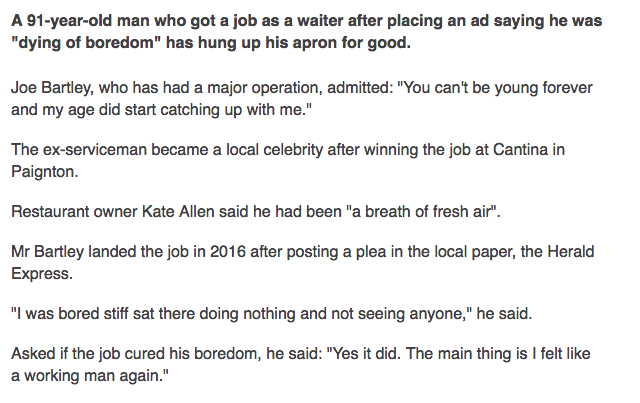 A 91-year-old man who got a job as a waiter after placing an ad saying he was
"dying of boredom" has hung up his apron for good.
Joe Bartley, who has had a major operation, admitted: "You can't be young forever
and my age did start catching up with me."
The ex-serviceman became a local celebrity after winning the job at Cantina in
Paignton.
Restaurant owner Kate Allen said he had been "a breath of fresh air".
Mr Bartley landed the job in 2016 after posting a plea in the local paper, the Herald
Express.
"I was bored stiff sat there doing nothing and not seeing anyone," he said.
Asked if the job cured his boredom, he said: "Yes it did. The main thing is I felt like
a working man again."